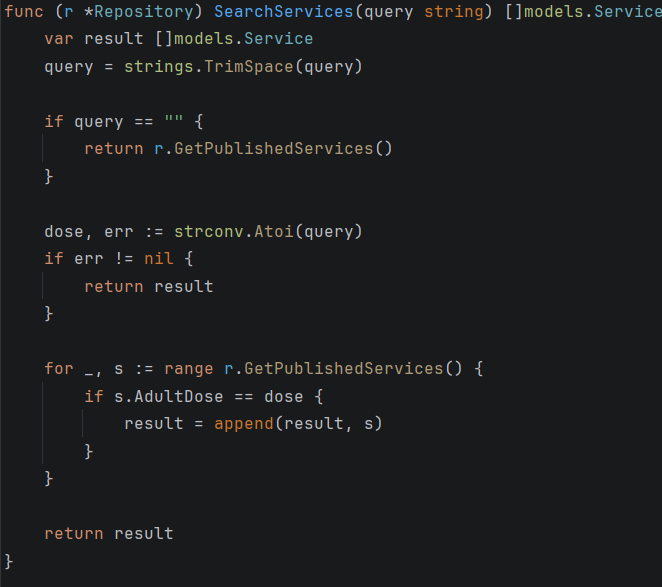 func (r *Repository) SearchServices(query string) []models.Service
    var result []models.Service
    query = strings.TrimSpace(query)

    if query == "" {
        return r.GetPublishedServices()
    }

    dose, err := strconv.Atoi(query)
    if err != nil {
        return result
    }

    for _, s := range r.GetPublishedServices() {
        if s.AdultDose == dose {
            result = append(result, s)
        }
    }

    return result
}